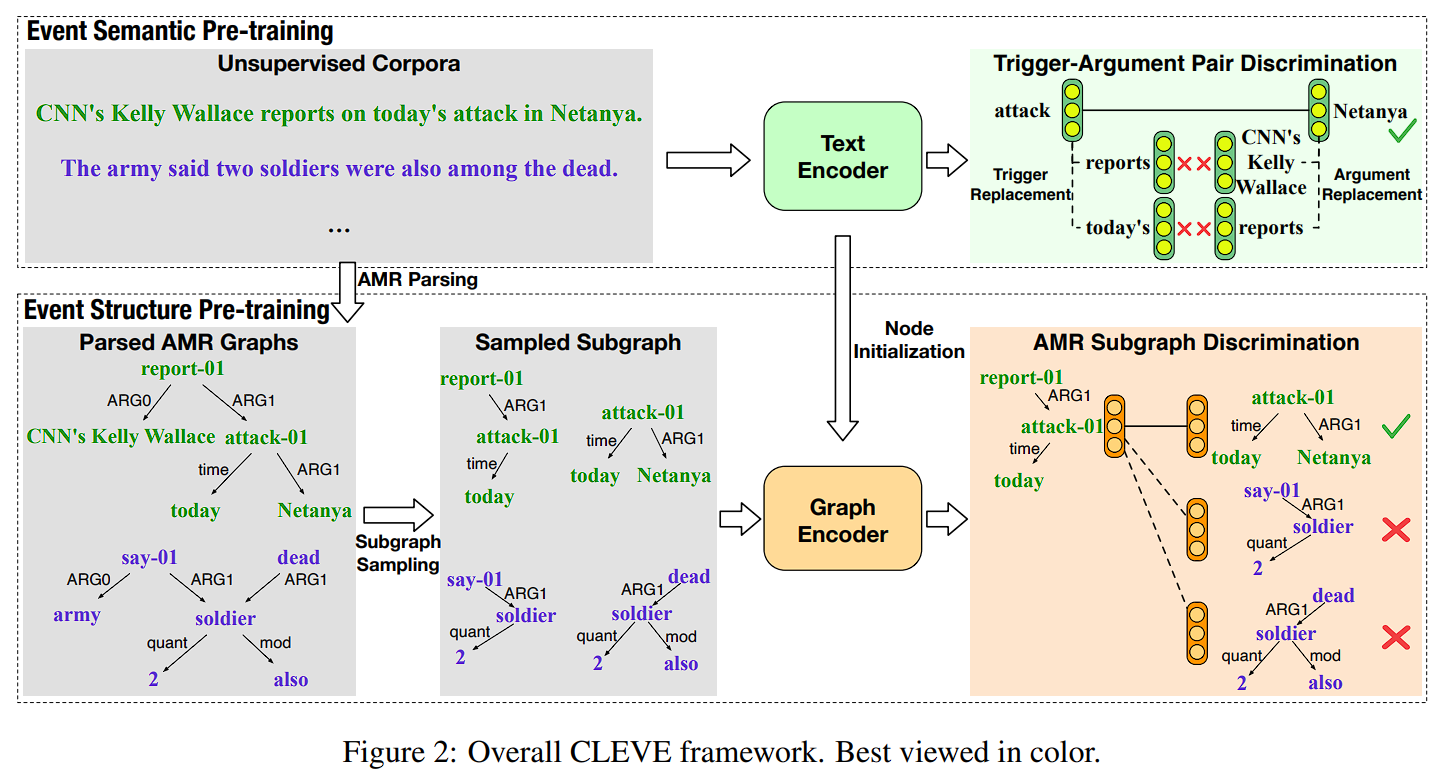 Event Semantic Pre-training
Unsupervised Corpora
CNN's Kelly Wallace reports on today's attack in Netanya.
The army said two soldiers were also among the dead.
...
Text
Encoder
Trigger-Argument Pair Discrimination
attack
Netanya
reports
CNN's
Kelly
Wallace
Trigger
Replacement
Argument
Replacement
today's
reports
AMR Parsing
Node
Initialization
Event Structure Pre-training
Parsed AMR Graphs
report-01
ARG0
ARG1
CNN's Kelly Wallace
attack-01
time
ARG1
today
Netanya
say-01
dead
ARG0
ARG1
ARG1
army
soldier
quant
mod
2
also
Subgraph
Sampling
Sampled Subgraph
report-01
ARG1
attack-01
time
today
attack-01
time
ARG1
today
Netanya
say-01
ARG1
soldier
quant
2
dead
ARG1
soldier
quant
mod
2
also
Graph
Encoder
AMR Subgraph Discrimination
report-01
ARG1
attack-01
time
today
attack-01
time
ARG1
today
Netanya
say-01
ARG1
soldier
quant
2
dead
ARG1
soldier
quant
mod
2
also
Figure 2: Overall CLEVE framework. Best viewed in color.